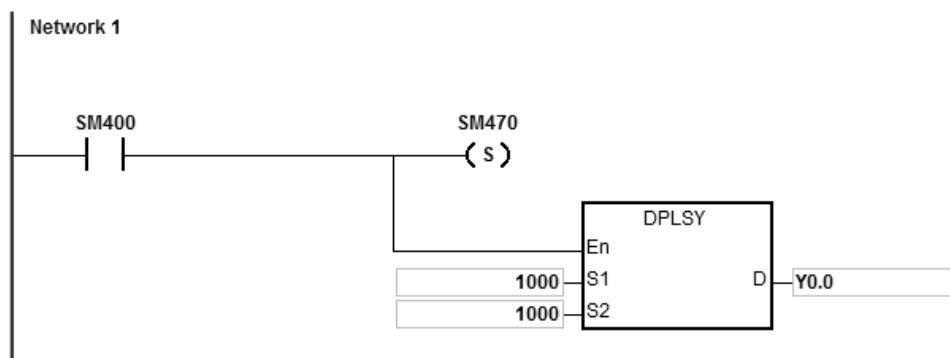 Network 1
SM400
SM470
( S )
DPLSY
En
1000 S1 D Y0.0
1000 S2